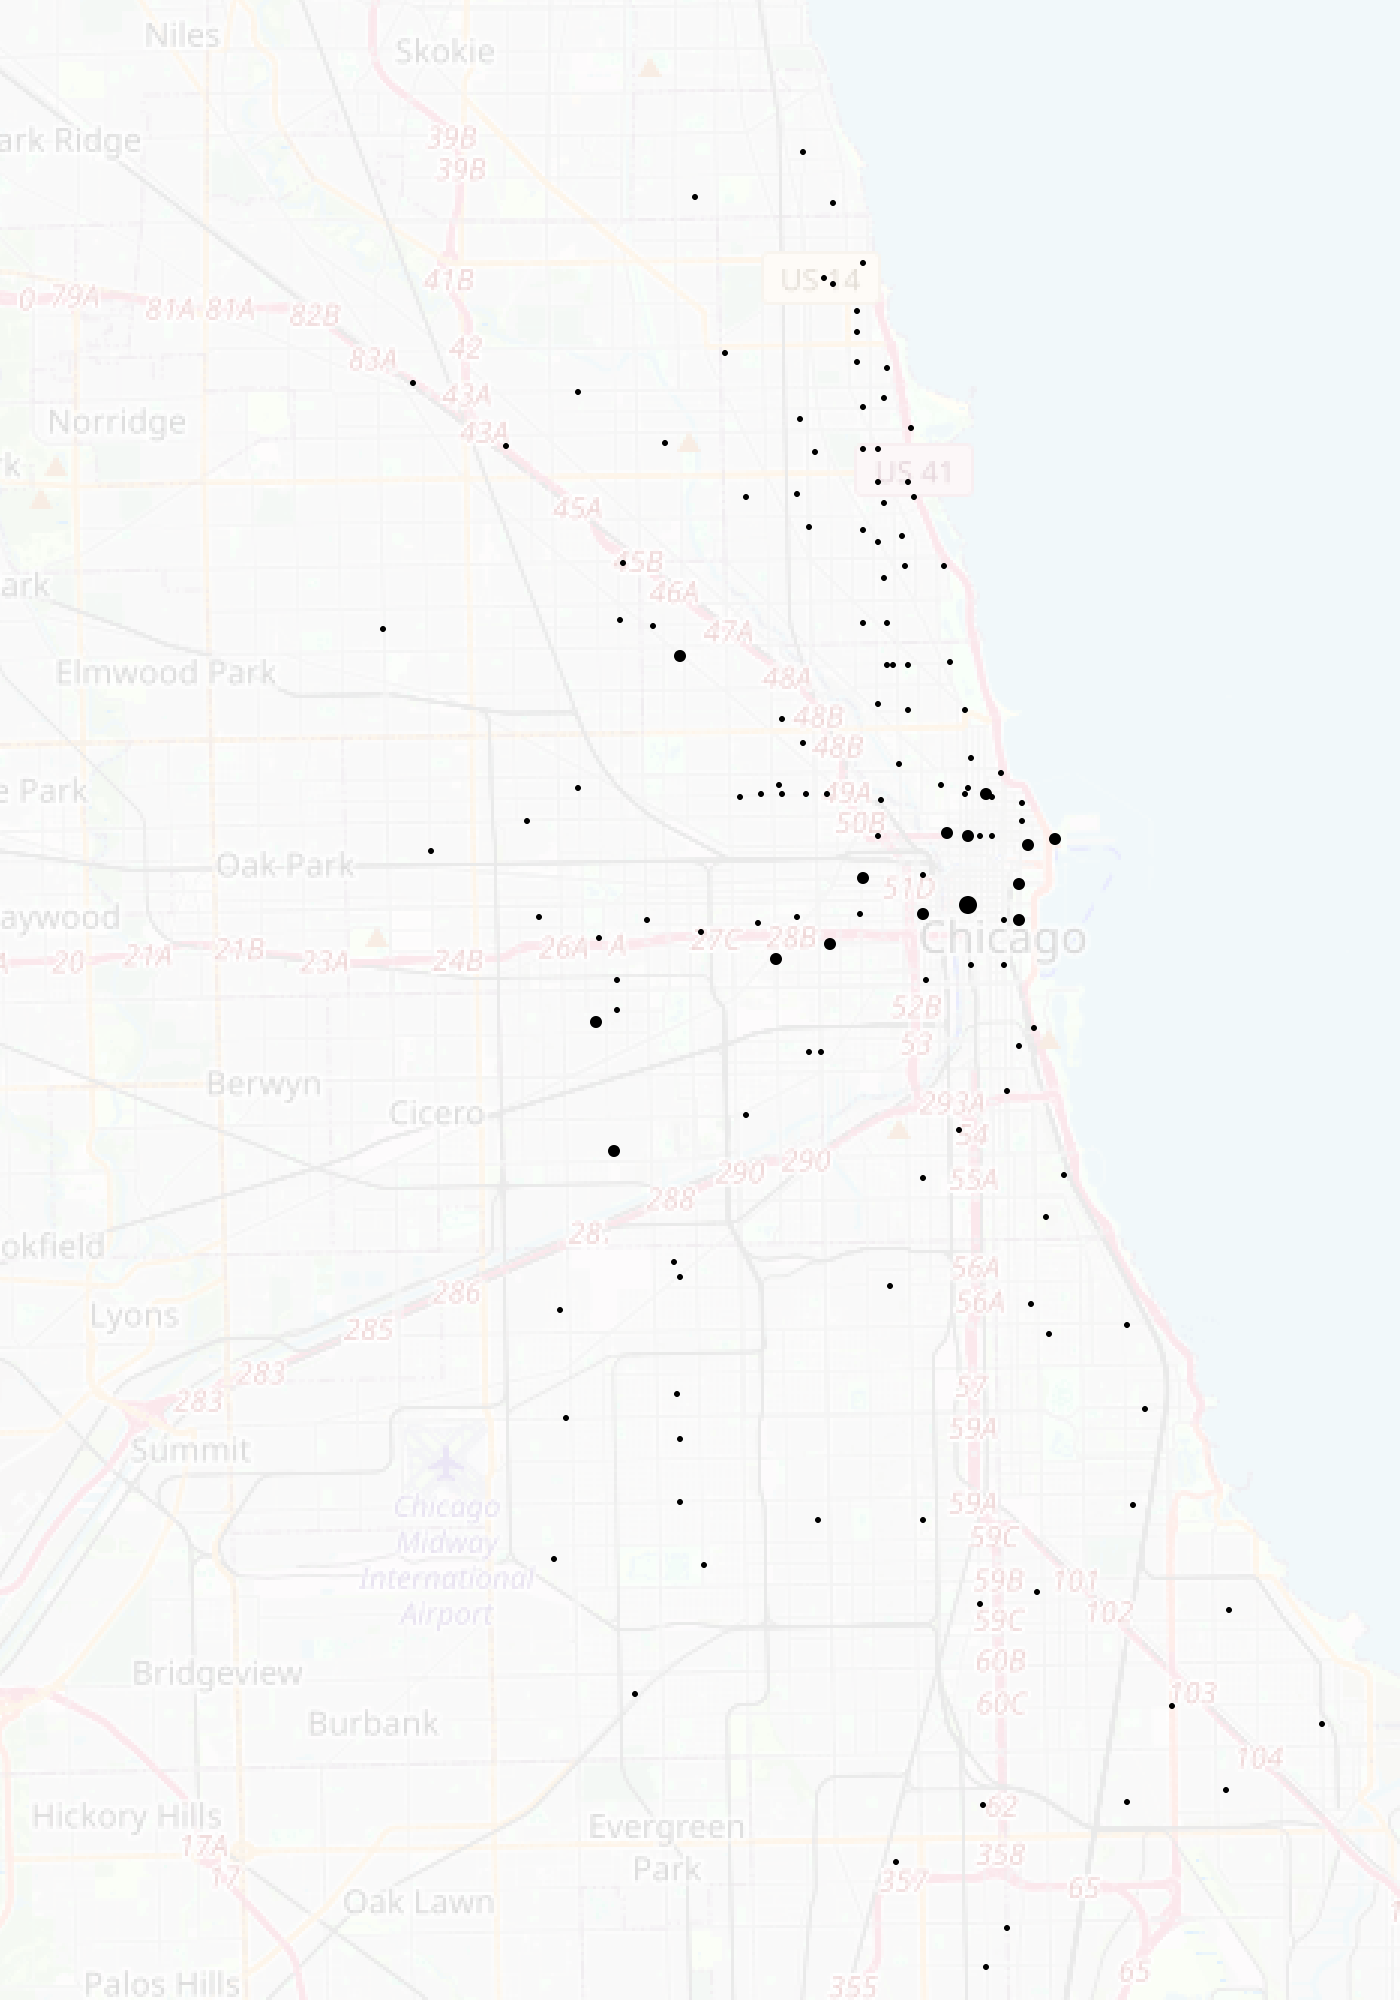 Niles
Skokie
39B
ark Ridge
39B
US 14
41B
0
79A
81A
81A
82B
42
83A
43A
Norridge
43A
US 41
45A
45B
ark
46A
47A
Elmwood Park
48A
48B
48B
e Park
49A
50B
Oak Park
51D
aywood
Chicago
20
21A
21B
23A
24B
26A
A
27C
28B
52B
53
Berwyn
Cicero
293A
54
290
290
55A
288
okfield
56A
286
56A
Lyons
285
283
57
283
59A
Summit
Chicago
Midway
International
Airport
59A
59C
59B
101
59C
102
60B
Bridgeview
103
60C
Burbank
104
62
Hickory Hills
Evergreen
Park
17A
358
17
357
65
Oak Lawn
65
Palos Hills
355